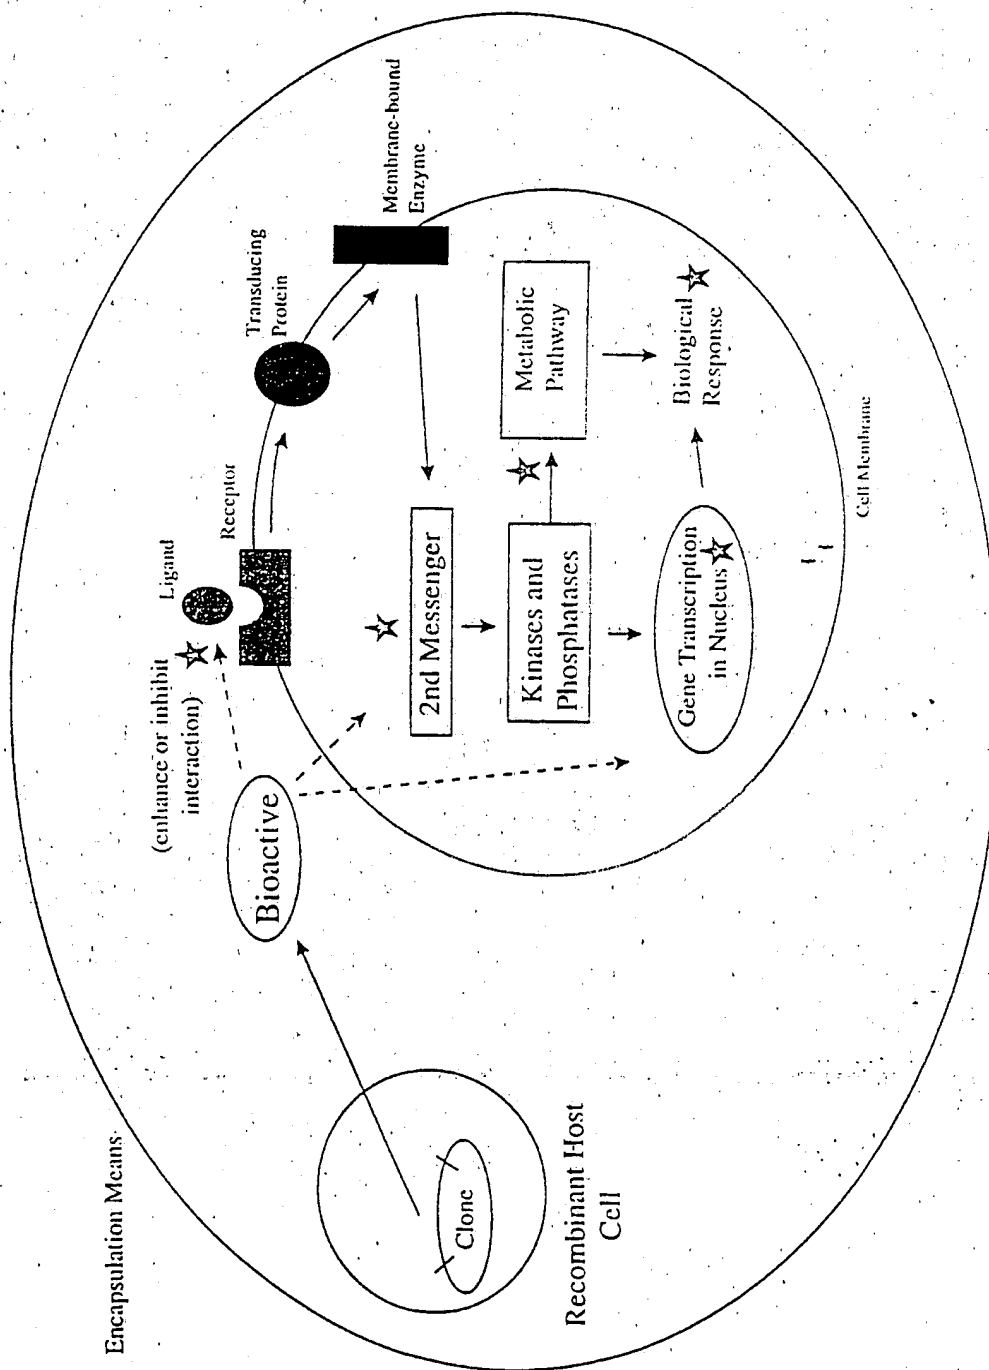 Encapsulation Means
Recombinant Host
Cell
Clone
Bioactive
(enhance or inhibit
interaction)
Ligand
Receptor
Transducing
Protein
Membrane-bound
Enzyme
2nd Messenger
Kinases and
Phosphatases
Metabolic
Pathway
Gene Transcription
in Nucleus
Biological
Response
Cell Membrane